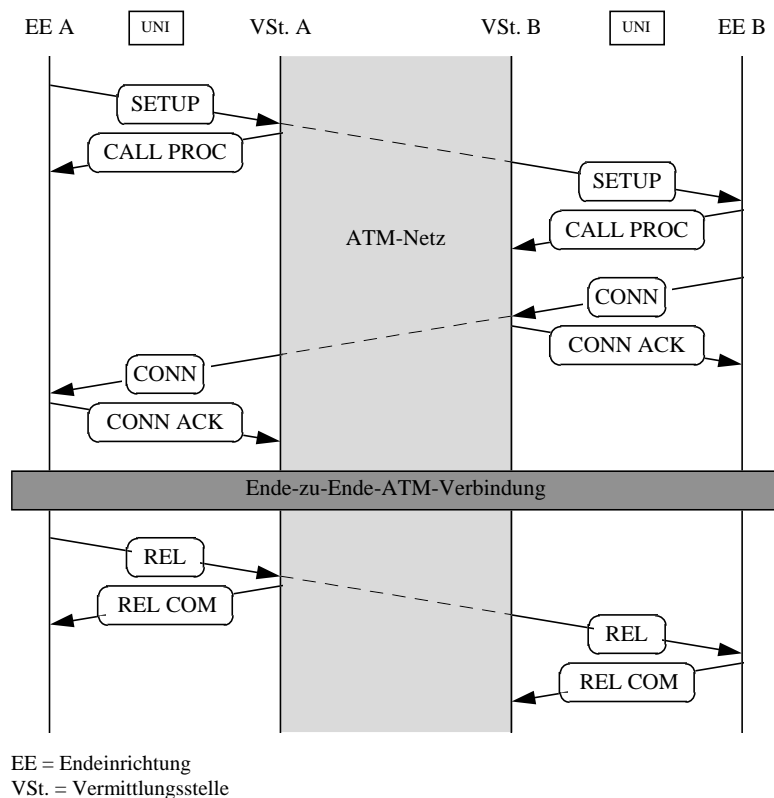 EE A
UNI
VSt. A
VSt. B
UNI
EE B
SETUP
CALL PROC
SETUP
CALL PROC
ATM-Netz
CONN
CONN ACK
CONN
CONN ACK
Ende-zu-Ende-ATM-Verbindung
REL
REL COM
REL
REL COM
EE = Endeinrichtung
VSt. = Vermittlungsstelle